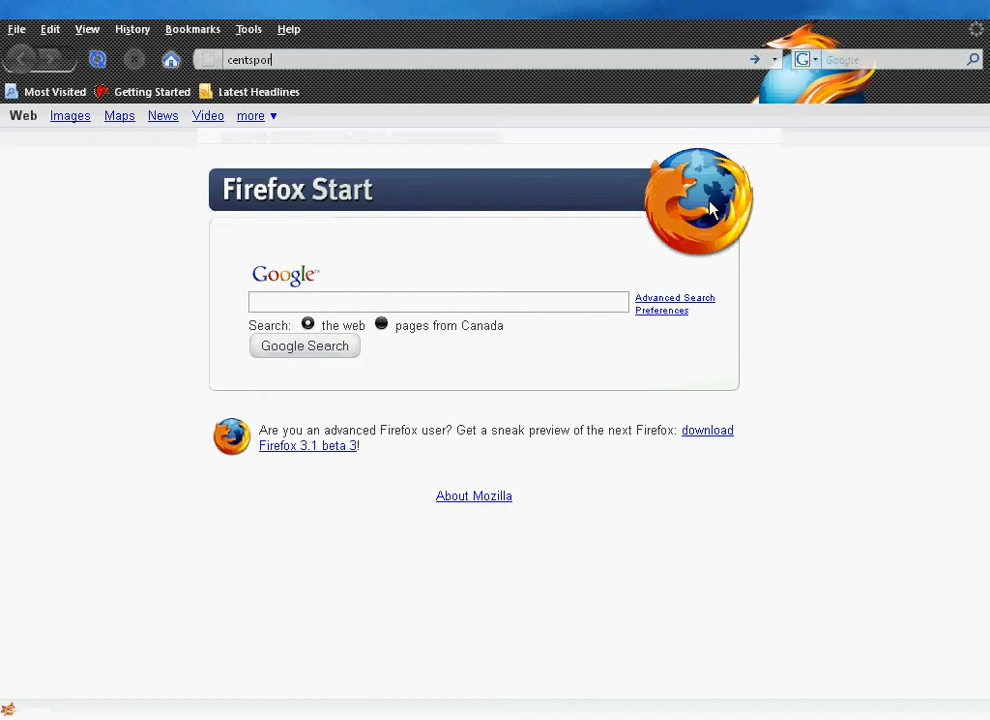 File Edit View History Bookmarks Tools Help
centspor
G Google
Most Visited Getting Started Latest Headlines
Web Images Maps News Video more ▼
Firefox Start
Google™
Advanced Search
Preferences
Search: the web pages from Canada
Google Search
Are you an advanced Firefox user? Get a sneak preview of the next Firefox: download
Firefox 3.1 beta 3!
About Mozilla